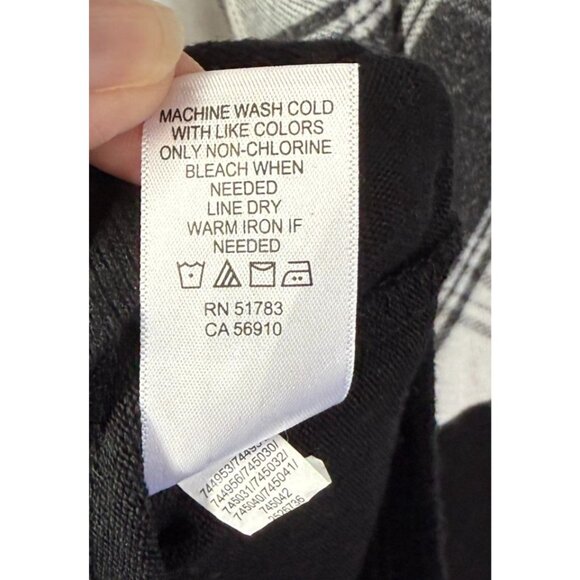 MACHINE WASH COLD
WITH LIKE COLORS
ONLY NON-CHLORINE
BLEACH WHEN
NEEDED
LINE DRY
WARM IRON IF
NEEDED
RN 51783
CA 56910
744956/745030/
745031/745032/
745040/745041/
745042